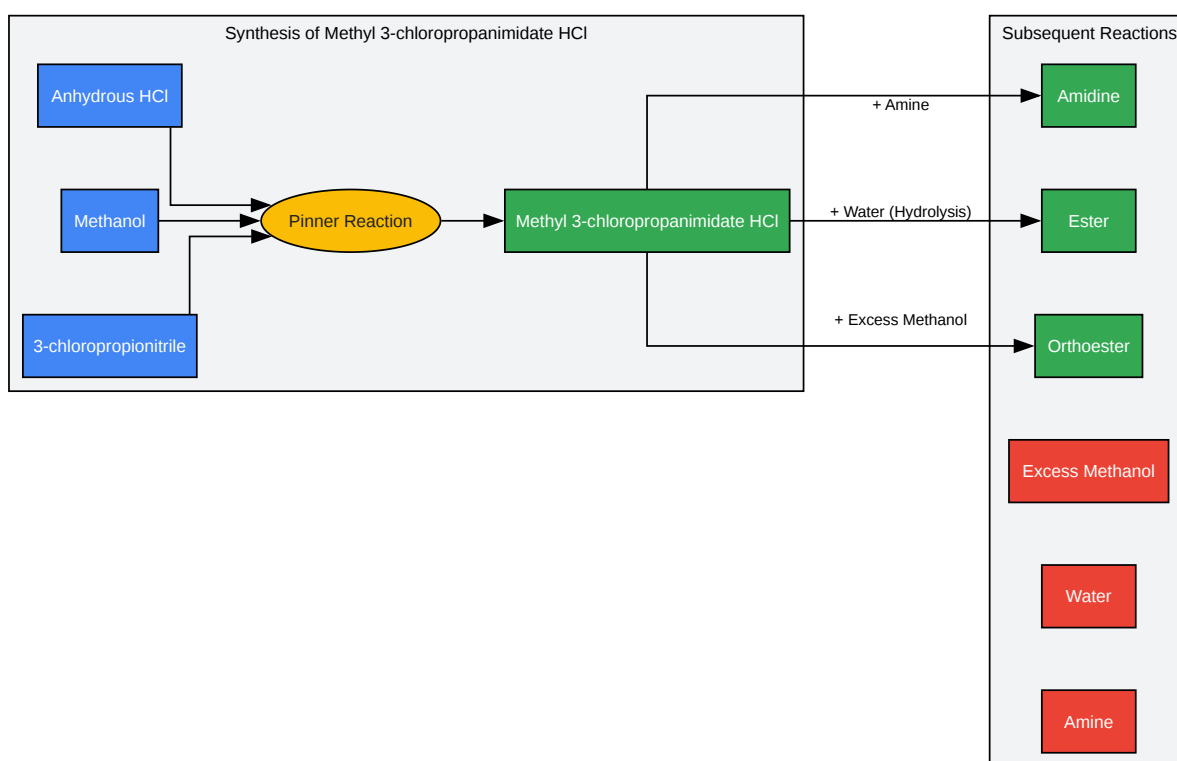 Synthesis of Methyl 3-chloropropanimidate HCl
Subsequent Reactions
Anhydrous HCl
Amidine
+ Amine
Methanol
Pinner Reaction
Methyl 3-chloropropanimidate HCl
+ Water (Hydrolysis)
Ester
3-chloropropionitrile
+ Excess Methanol
Orthoester
Excess Methanol
Water
Amine